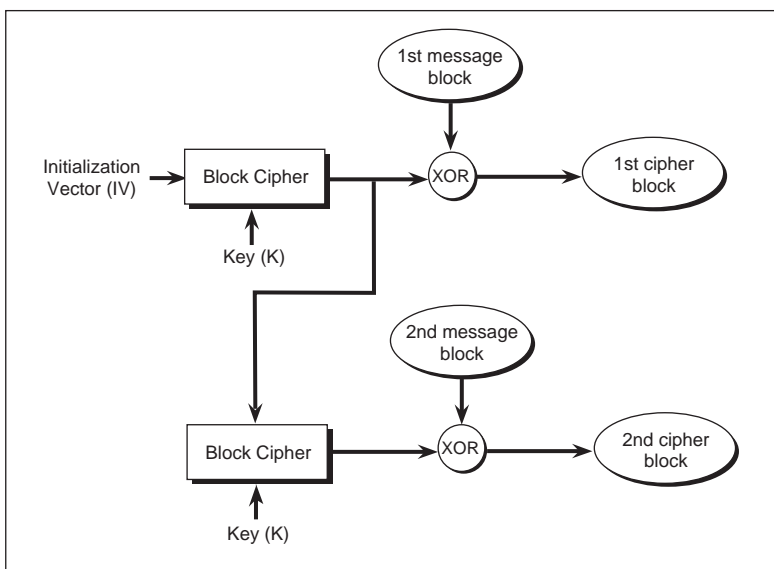 1st message
block
Initialization
Vector (IV)
Block Cipher
XOR
1st cipher
block
Key (K)
2nd message
block
Block Cipher
XOR
2nd cipher
block
Key (K)